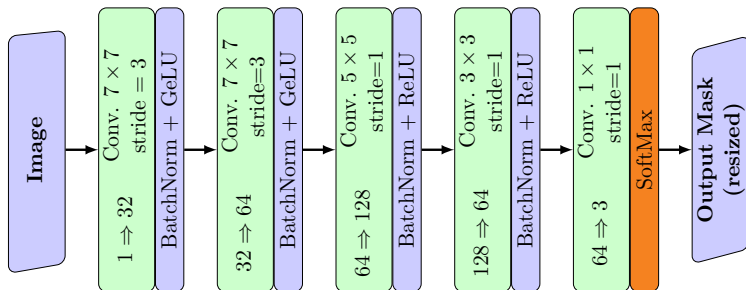 Image
1 ⇒ 32 Conv. 7 × 7
stride = 3
BatchNorm + GeLU
32 ⇒ 64 Conv. 7 × 7
stride=3
BatchNorm + GeLU
64 ⇒ 128 Conv. 5 × 5
stride=1
BatchNorm + ReLU
128 ⇒ 64 Conv. 3 × 3
stride=1
BatchNorm + ReLU
64 ⇒ 3 Conv. 1 × 1
stride=1
SoftMax
Output Mask
(resized)